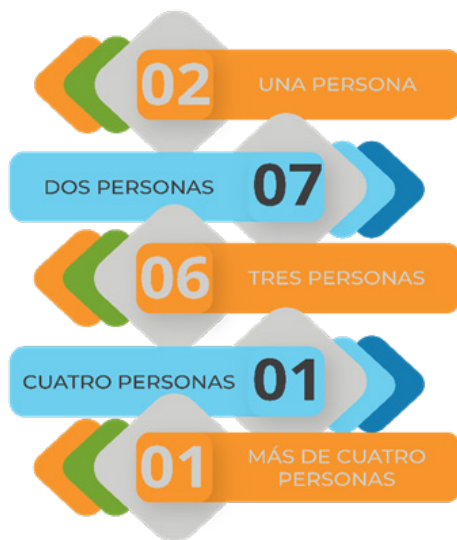 02 UNA PERSONA
DOS PERSONAS 07
06 TRES PERSONAS
CUATRO PERSONAS 01
01 MÁS DE CUATRO
PERSONAS